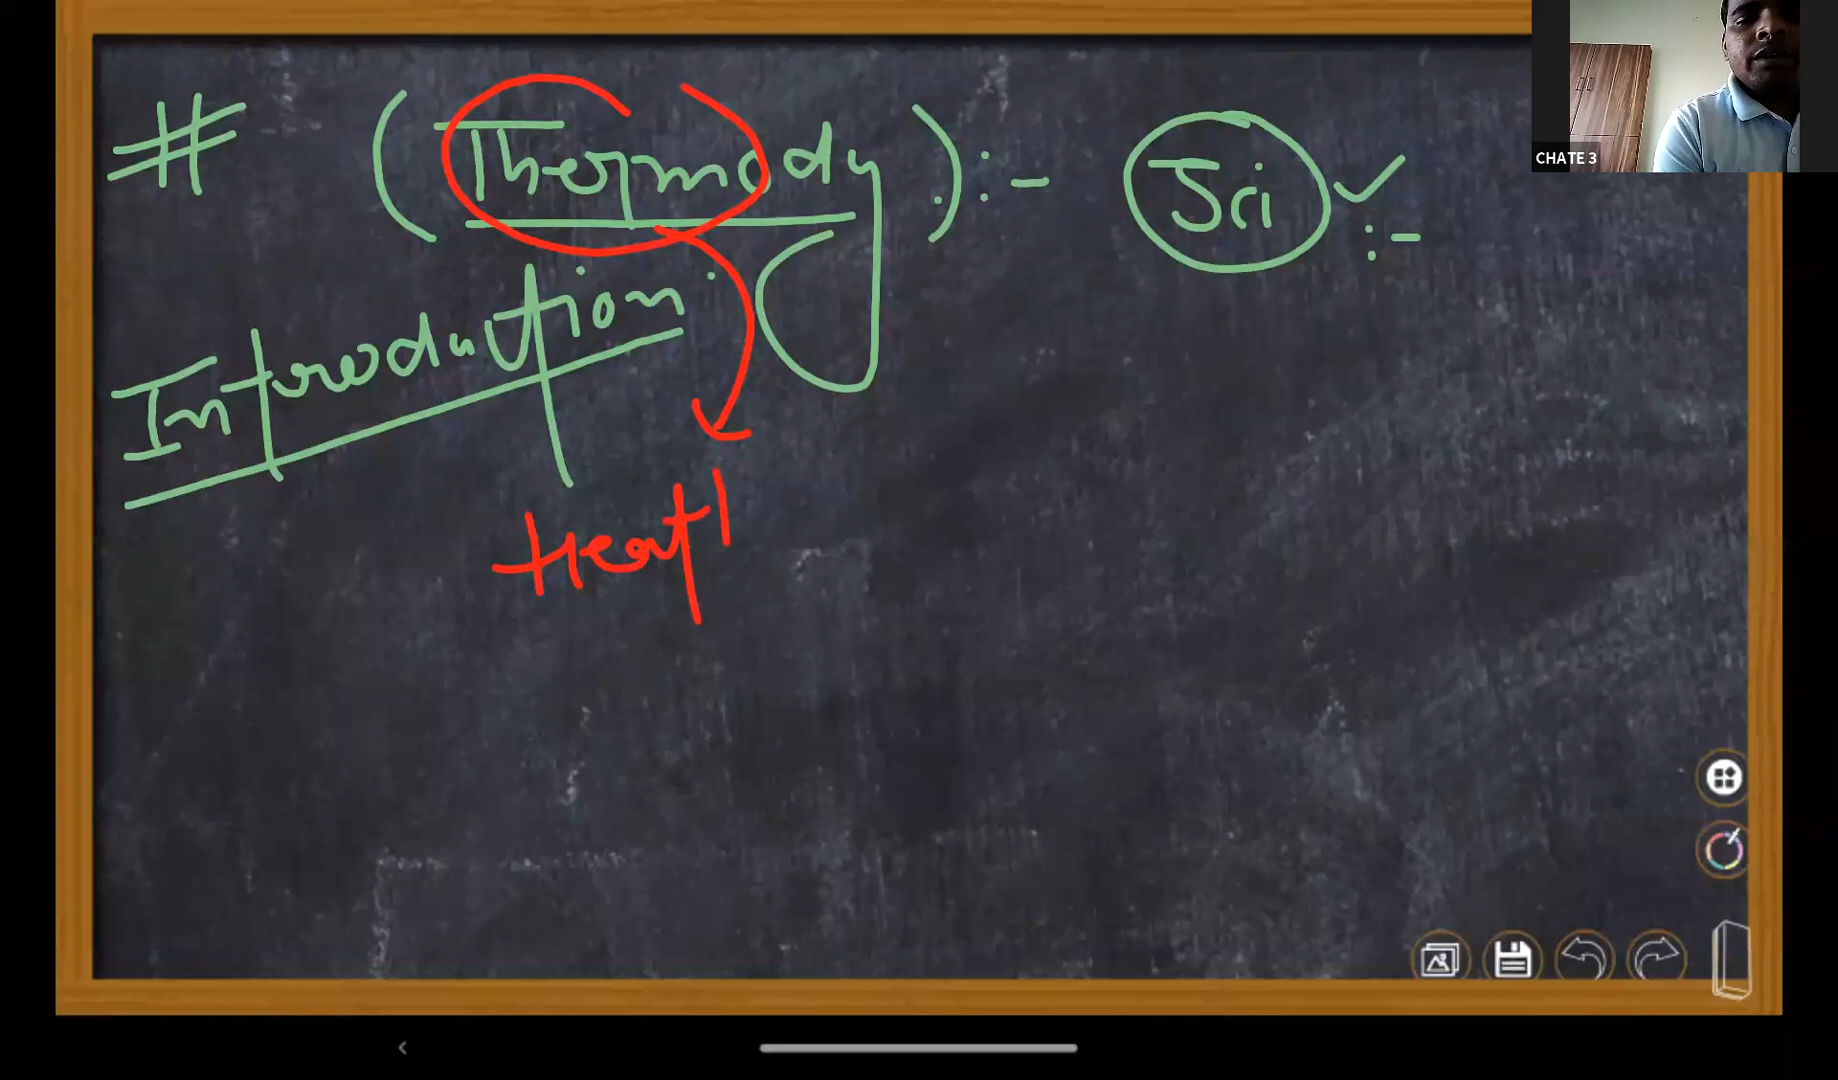 # (Thermody.) :- Sci ✓ :-
CHATE 3
Introduction
Heat